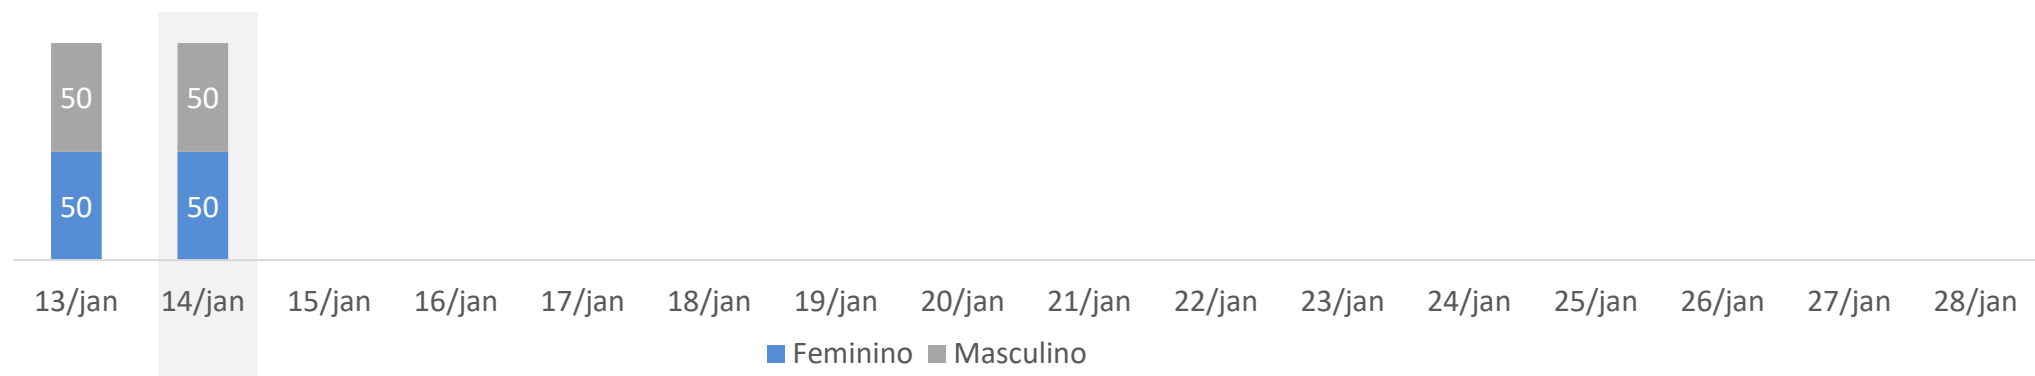 50 50
50 50
13/jan 14/jan 15/jan 16/jan 17/jan 18/jan 19/jan 20/jan 21/jan 22/jan 23/jan 24/jan 25/jan 26/jan 27/jan 28/jan
Feminino Masculino